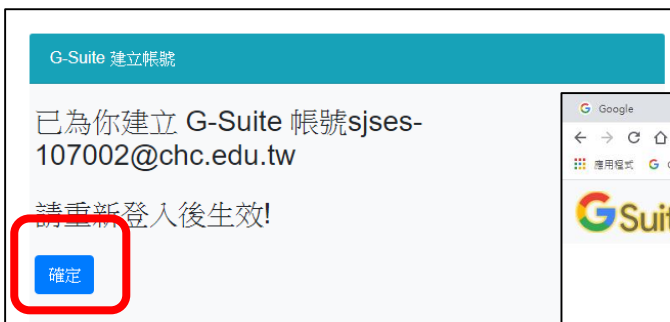 G-Suite 建立帳號
已為你建立 G-Suite 帳號sjses-
107002@chc.edu.tw
請重新登入後生效!
確定
Google
應用程式
G Suit